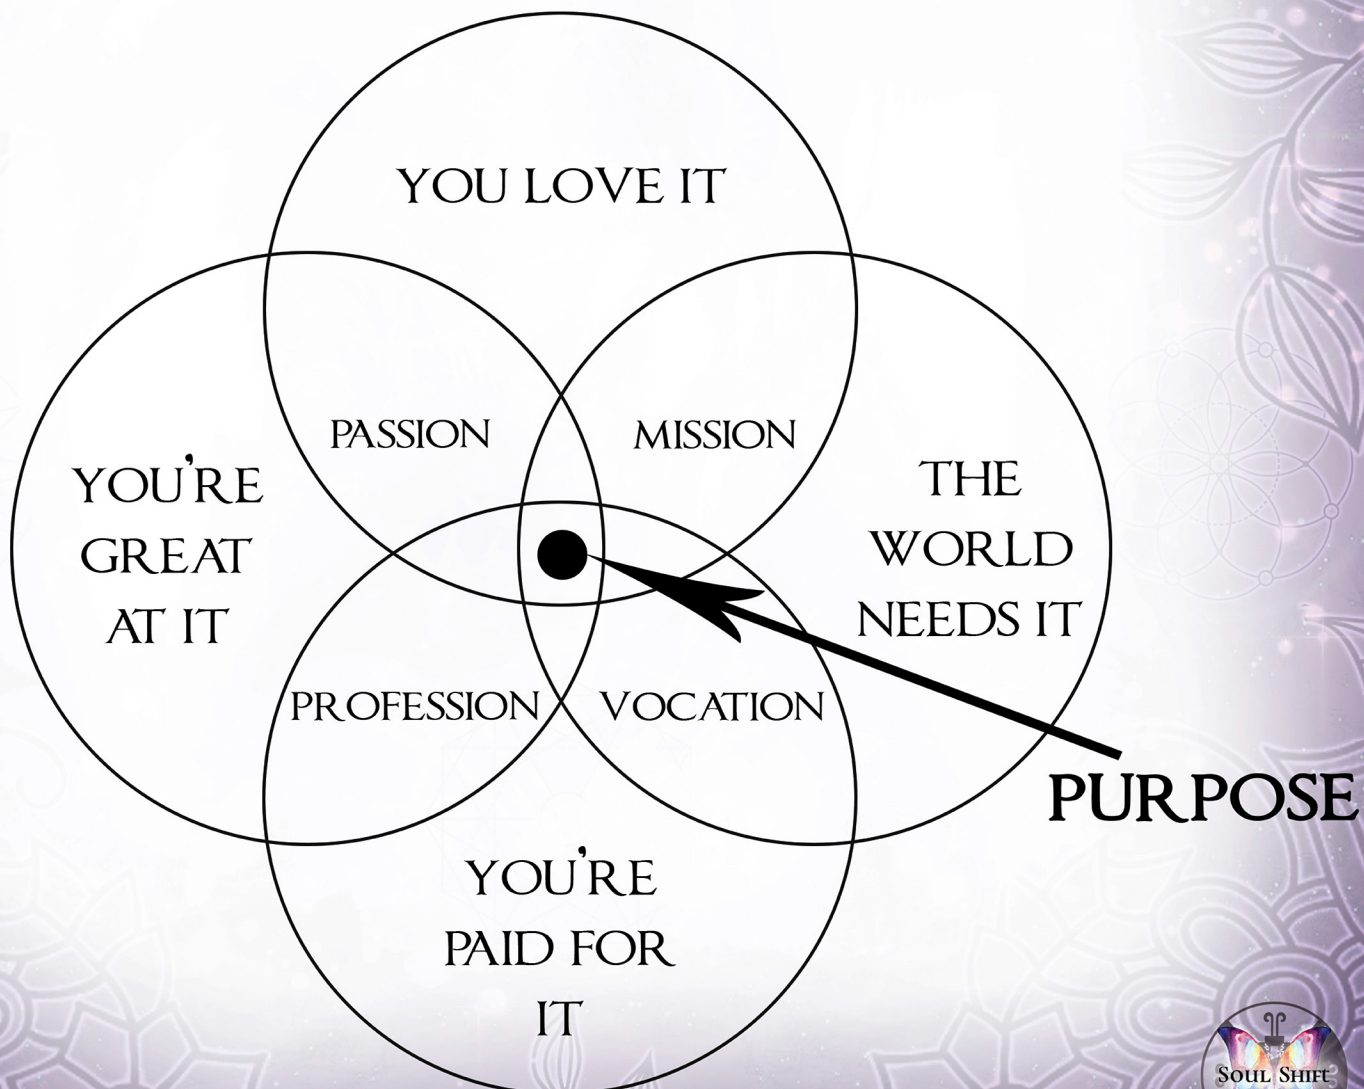 YOU LOVE IT
PASSION
MISSION
YOU'RE
GREAT
AT IT
THE
WORLD
NEEDS IT
PROFESSION
VOCATION
PURPOSE
YOU'RE
PAID FOR
IT
SOUL SHIFT